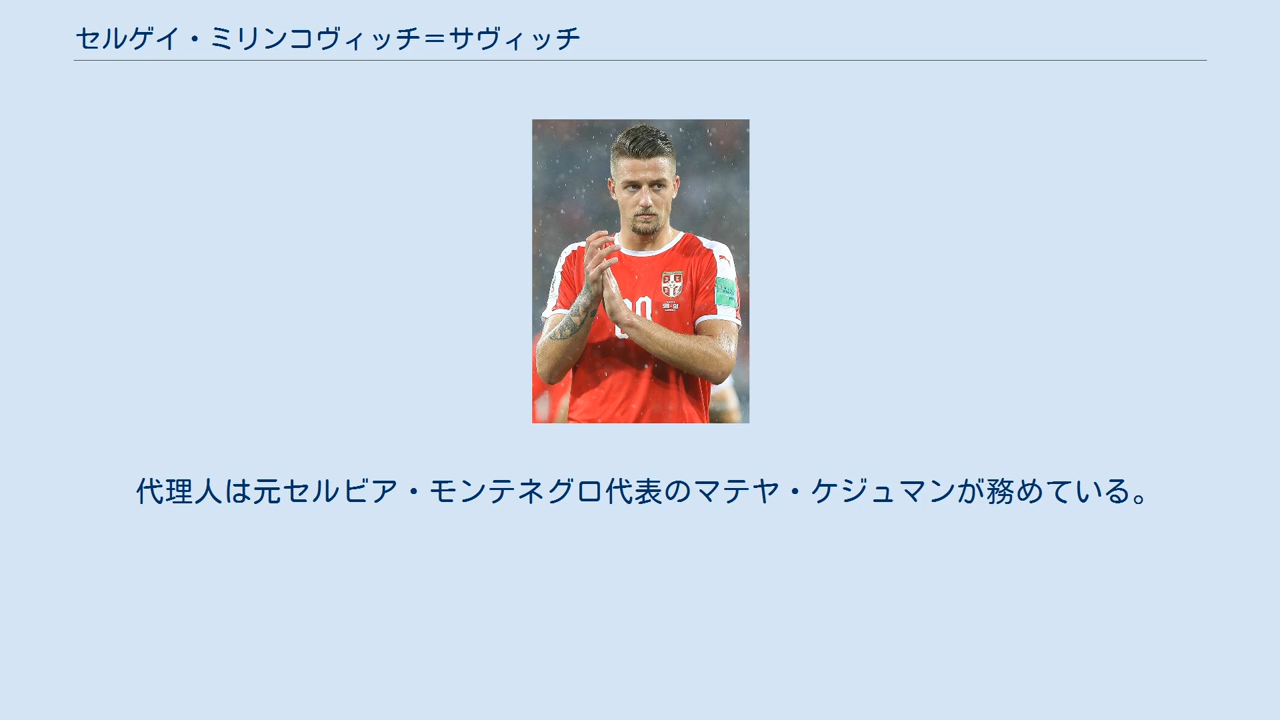 セルゲイ・ミリンコヴィッチ＝サヴィッチ
20
代理人は元セルビア・モンテネグロ代表のマテヤ・ケジュマンが務めている。